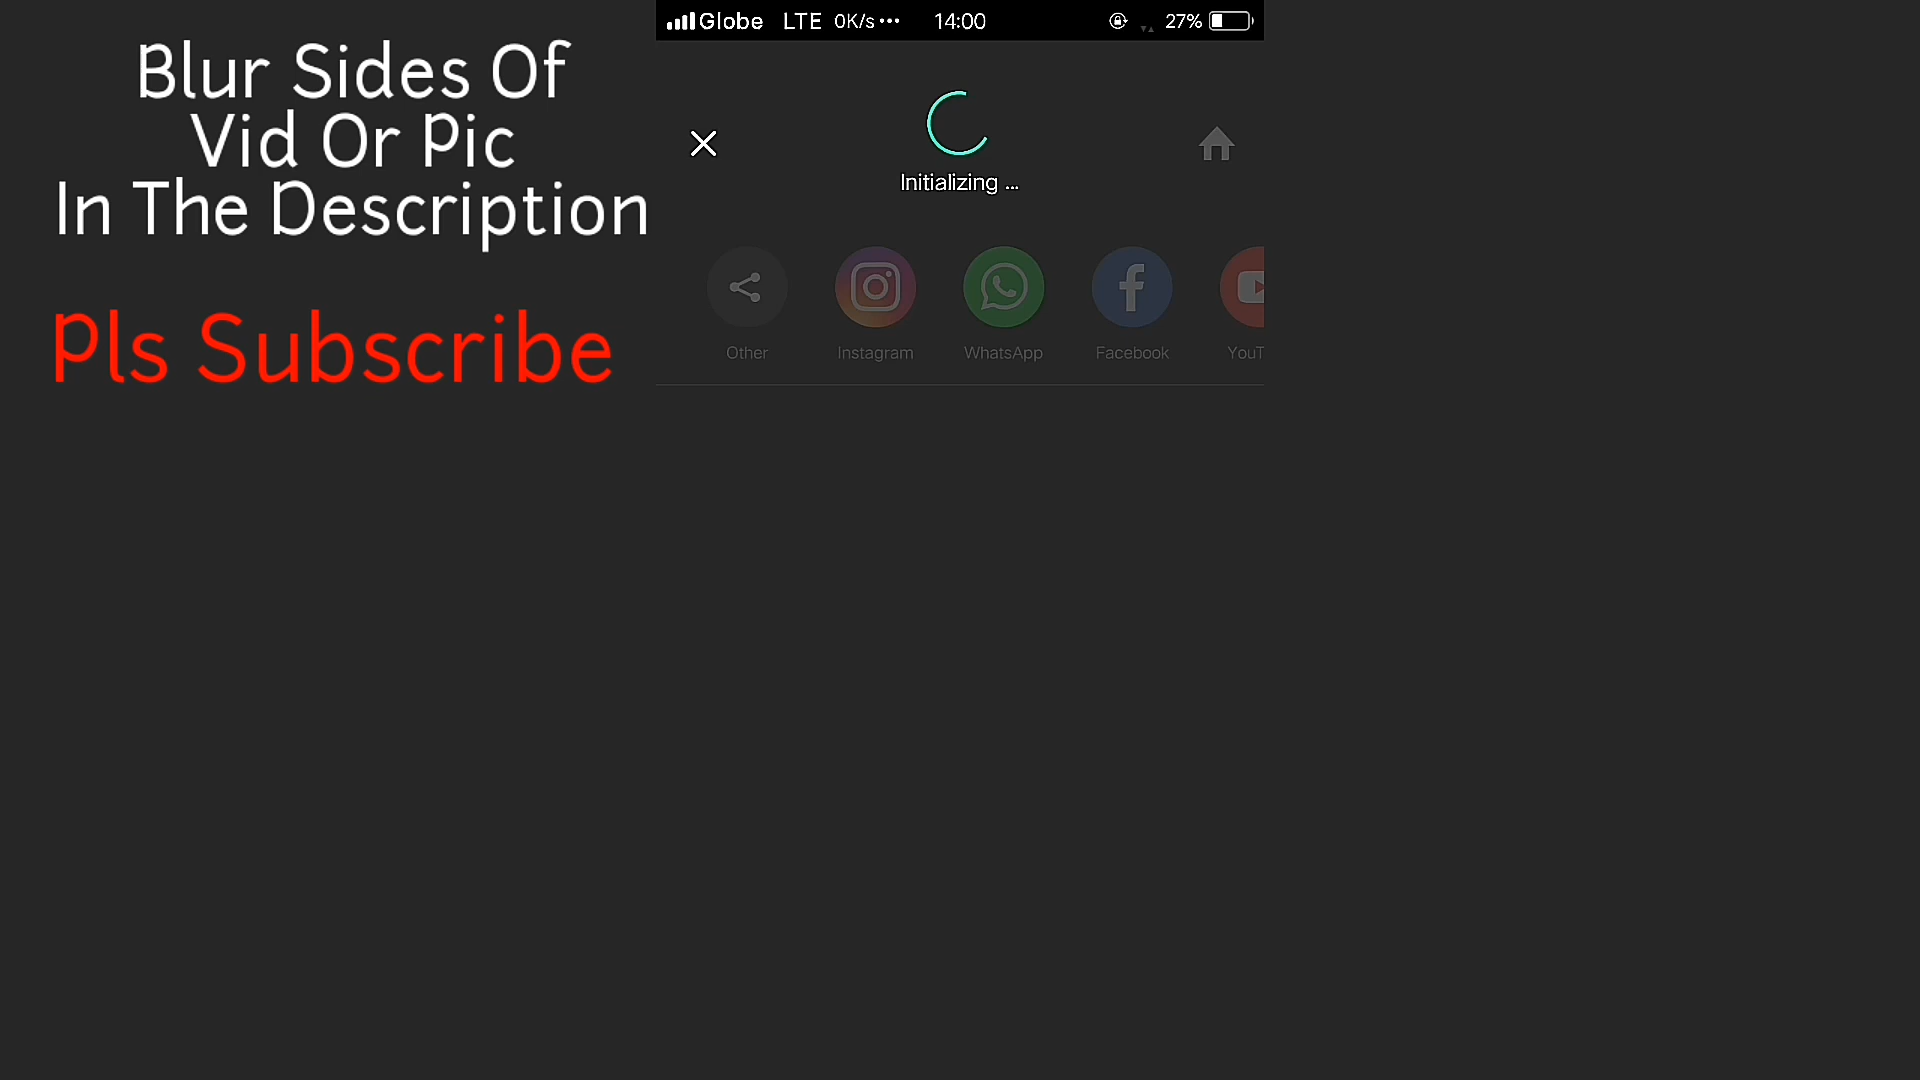 Blur Sides Of
Vid Or Pic
In The Description
Pls Subscribe
Globe LTE 0K/s••• 14:00 27%
Initializing ...
Other Instagram WhatsApp Facebook YouT